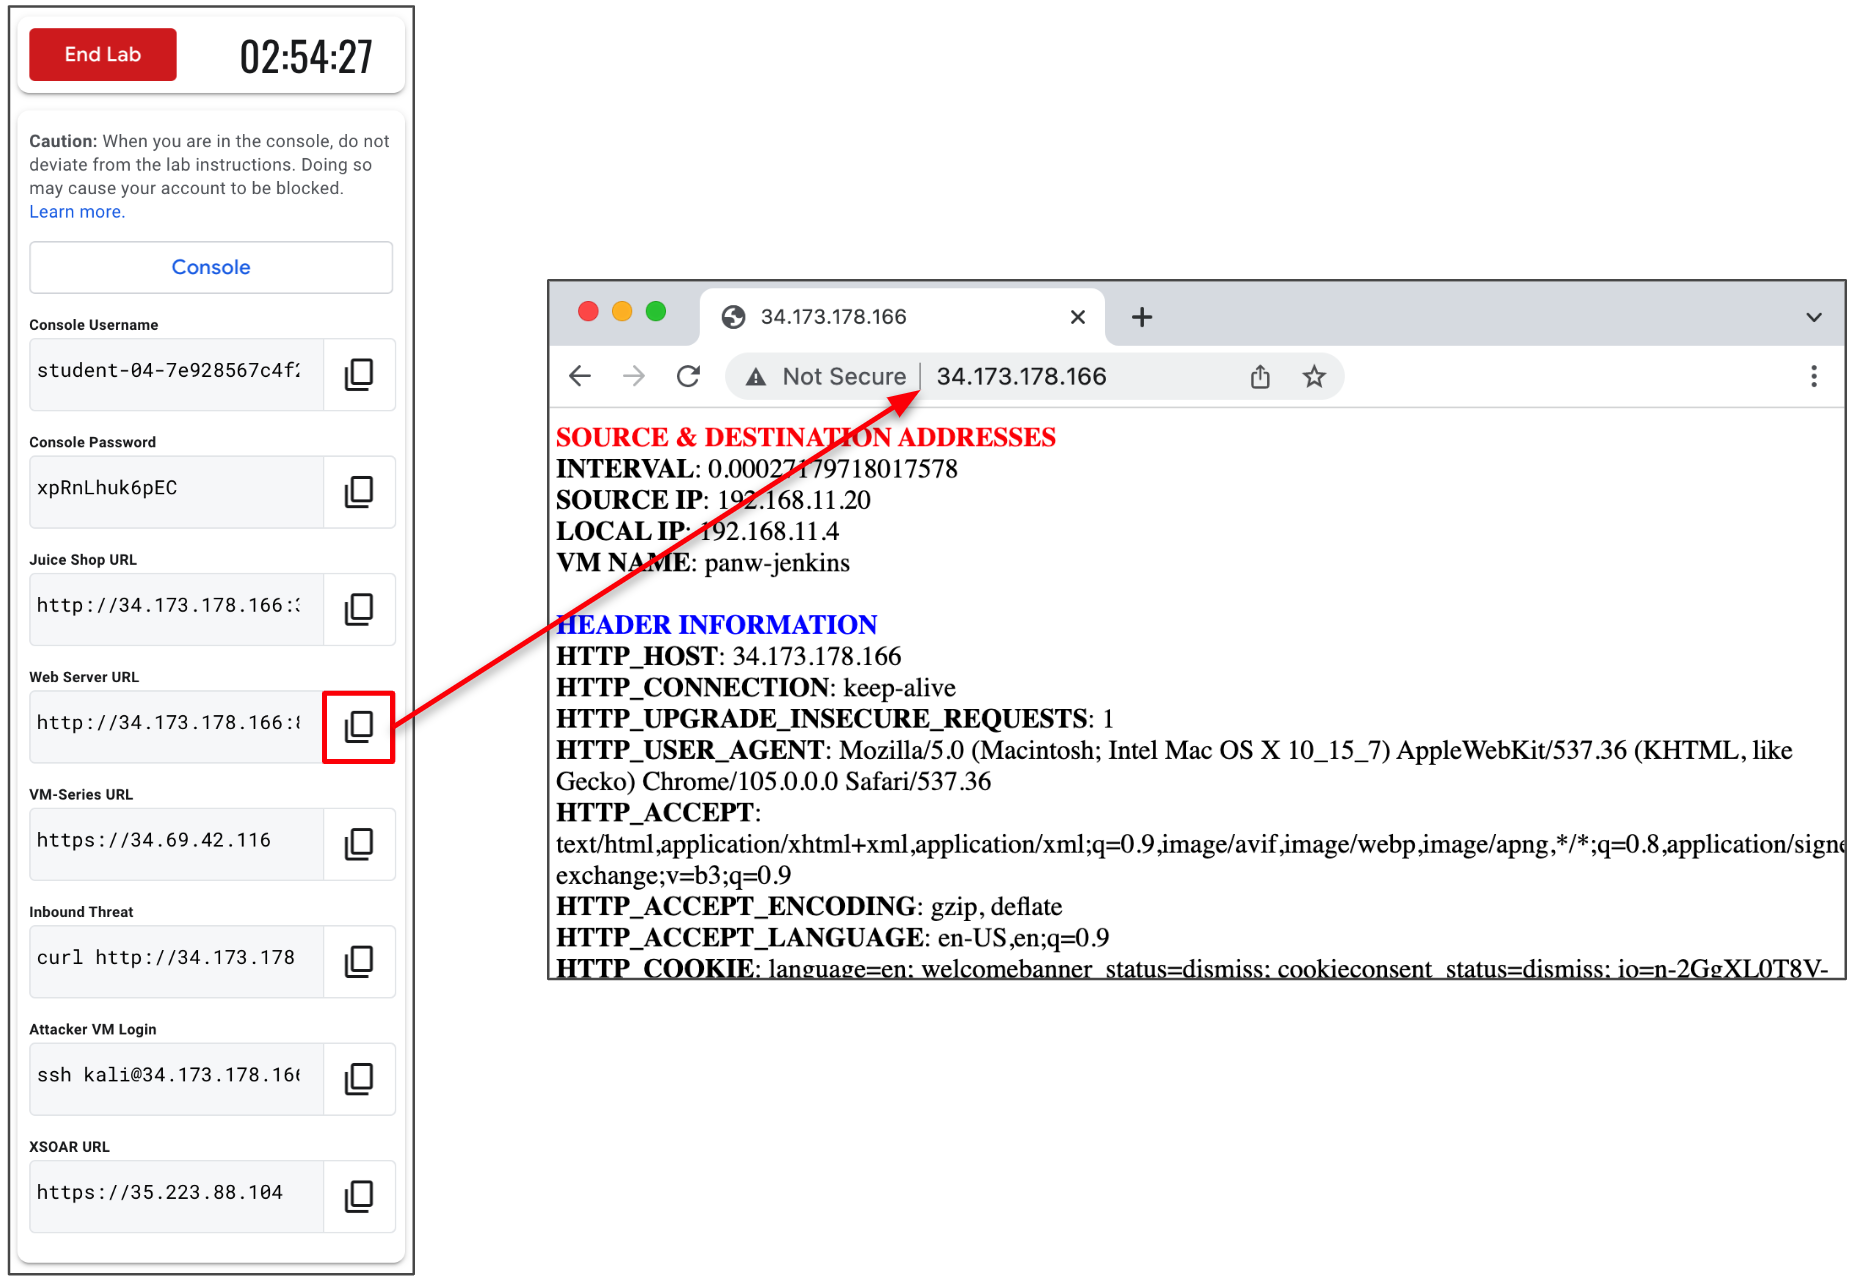 End Lab
02:54:27
Caution: When you are in the console, do not
deviate from the lab instructions. Doing so
may cause your account to be blocked.
Learn more.
Console
Console Username
student-04-7e928567c4f2
Console Password
xpRnLhuk6pEC
Juice Shop URL
http://34.173.178.166:3
Web Server URL
http://34.173.178.166:8
VM-Series URL
https://34.69.42.116
Inbound Threat
curl http://34.173.178
Attacker VM Login
ssh kali@34.173.178.166
XSOAR URL
https://35.223.88.104
34.173.178.166
Not Secure 34.173.178.166
SOURCE & DESTINATION ADDRESSES
INTERVAL: 0.00027179718017578
SOURCE IP: 192.168.11.20
LOCAL IP: 192.168.11.4
VM NAME: panw-jenkins
HEADER INFORMATION
HTTP_HOST: 34.173.178.166
HTTP_CONNECTION: keep-alive
HTTP_UPGRADE_INSECURE_REQUESTS: 1
HTTP_USER_AGENT: Mozilla/5.0 (Macintosh; Intel Mac OS X 10_15_7) AppleWebKit/537.36 (KHTML, like
Gecko) Chrome/105.0.0.0 Safari/537.36
HTTP_ACCEPT:
text/html,application/xhtml+xml,application/xml;q=0.9,image/avif,image/webp,image/apng,*/*;q=0.8,application/signe
exchange;v=b3;q=0.9
HTTP_ACCEPT_ENCODING: gzip, deflate
HTTP_ACCEPT_LANGUAGE: en-US,en;q=0.9
HTTP_COOKIE: language=en; welcomebanner_status=dismiss; cookieconsent_status=dismiss; io=n-2GgXL0T8V-